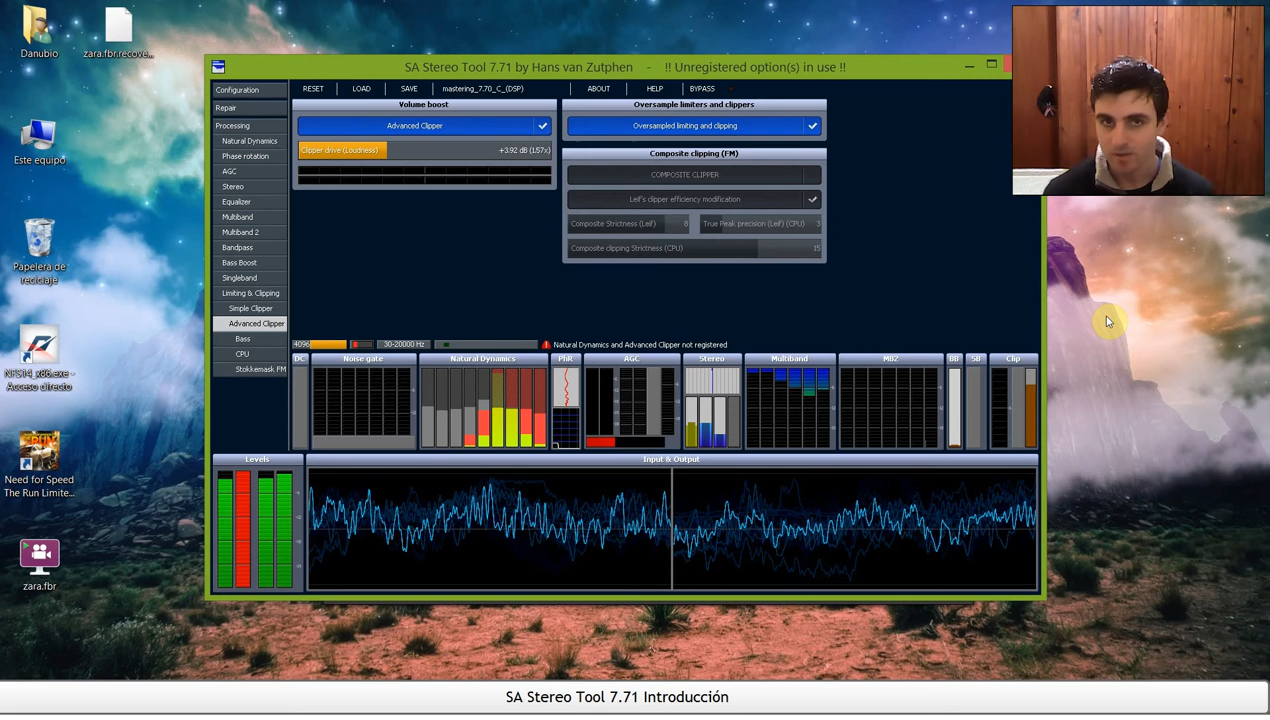 Danubio
zara.fbr.recove...
Este equipo
Papelera de
reciclaje
NFS14_x86.exe -
Acceso directo
Need for Speed
The Run Limite...
zara.fbr
SA Stereo Tool 7.71 by Hans van Zutphen - !! Unregistered option(s) in use !!
Configuration
Repair
Processing
Natural Dynamics
Phase rotation
AGC
Stereo
Equalizer
Multiband
Multiband 2
Bandpass
Bass Boost
Singleband
Limiting & Clipping
Simple Clipper
Advanced Clipper
Bass
CPU
Stokkemask FM
RESET LOAD SAVE mastering_7.70_C_(DSP) ABOUT HELP BYPASS
Volume boost
Advanced Clipper
Clipper drive (Loudness) +3.92 dB (1.57x)
Oversample limiters and clippers
Oversampled limiting and clipping
Composite clipping (FM)
COMPOSITE CLIPPER
Leif's clipper efficiency modification
Composite Strictness (Leif) 8 True Peak precision (Leif) (CPU) 3
Composite clipping Strictness (CPU) 15
4096 30-20000 Hz Natural Dynamics and Advanced Clipper not registered
DC Noise gate Natural Dynamics PhR AGC Stereo Multiband MB2 BB SB Clip
Levels Input & Output
SA Stereo Tool 7.71 Introducción